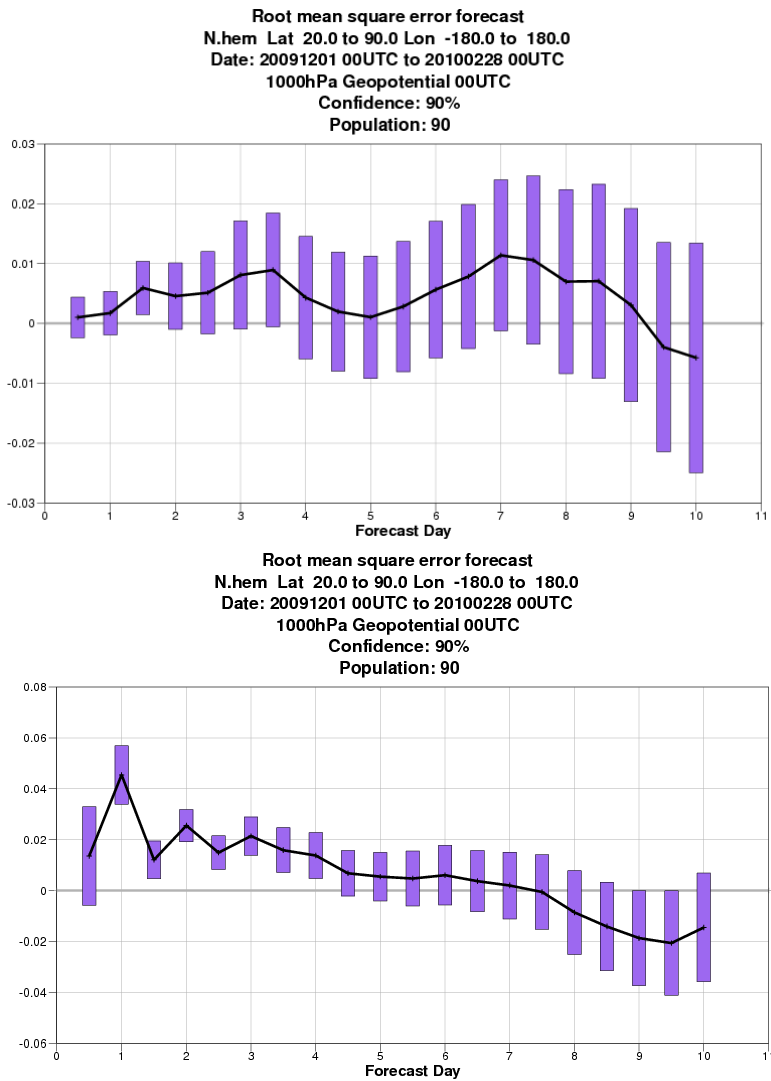 Root mean square error forecast
N.hem Lat 20.0 to 90.0 Lon -180.0 to 180.0
Date: 20091201 00UTC to 20100228 00UTC
1000hPa Geopotential 00UTC
Confidence: 90%
Population: 90
0.03
0.02
0.01
0
-0.01
-0.02
-0.03
0 1 2 3 4 5 6 7 8 9 10 11
Forecast Day
Root mean square error forecast
N.hem Lat 20.0 to 90.0 Lon -180.0 to 180.0
Date: 20091201 00UTC to 20100228 00UTC
1000hPa Geopotential 00UTC
Confidence: 90%
Population: 90
0.08
0.06
0.04
0.02
0
-0.02
-0.04
-0.06
0 1 2 3 4 5 6 7 8 9 10 1
Forecast Day